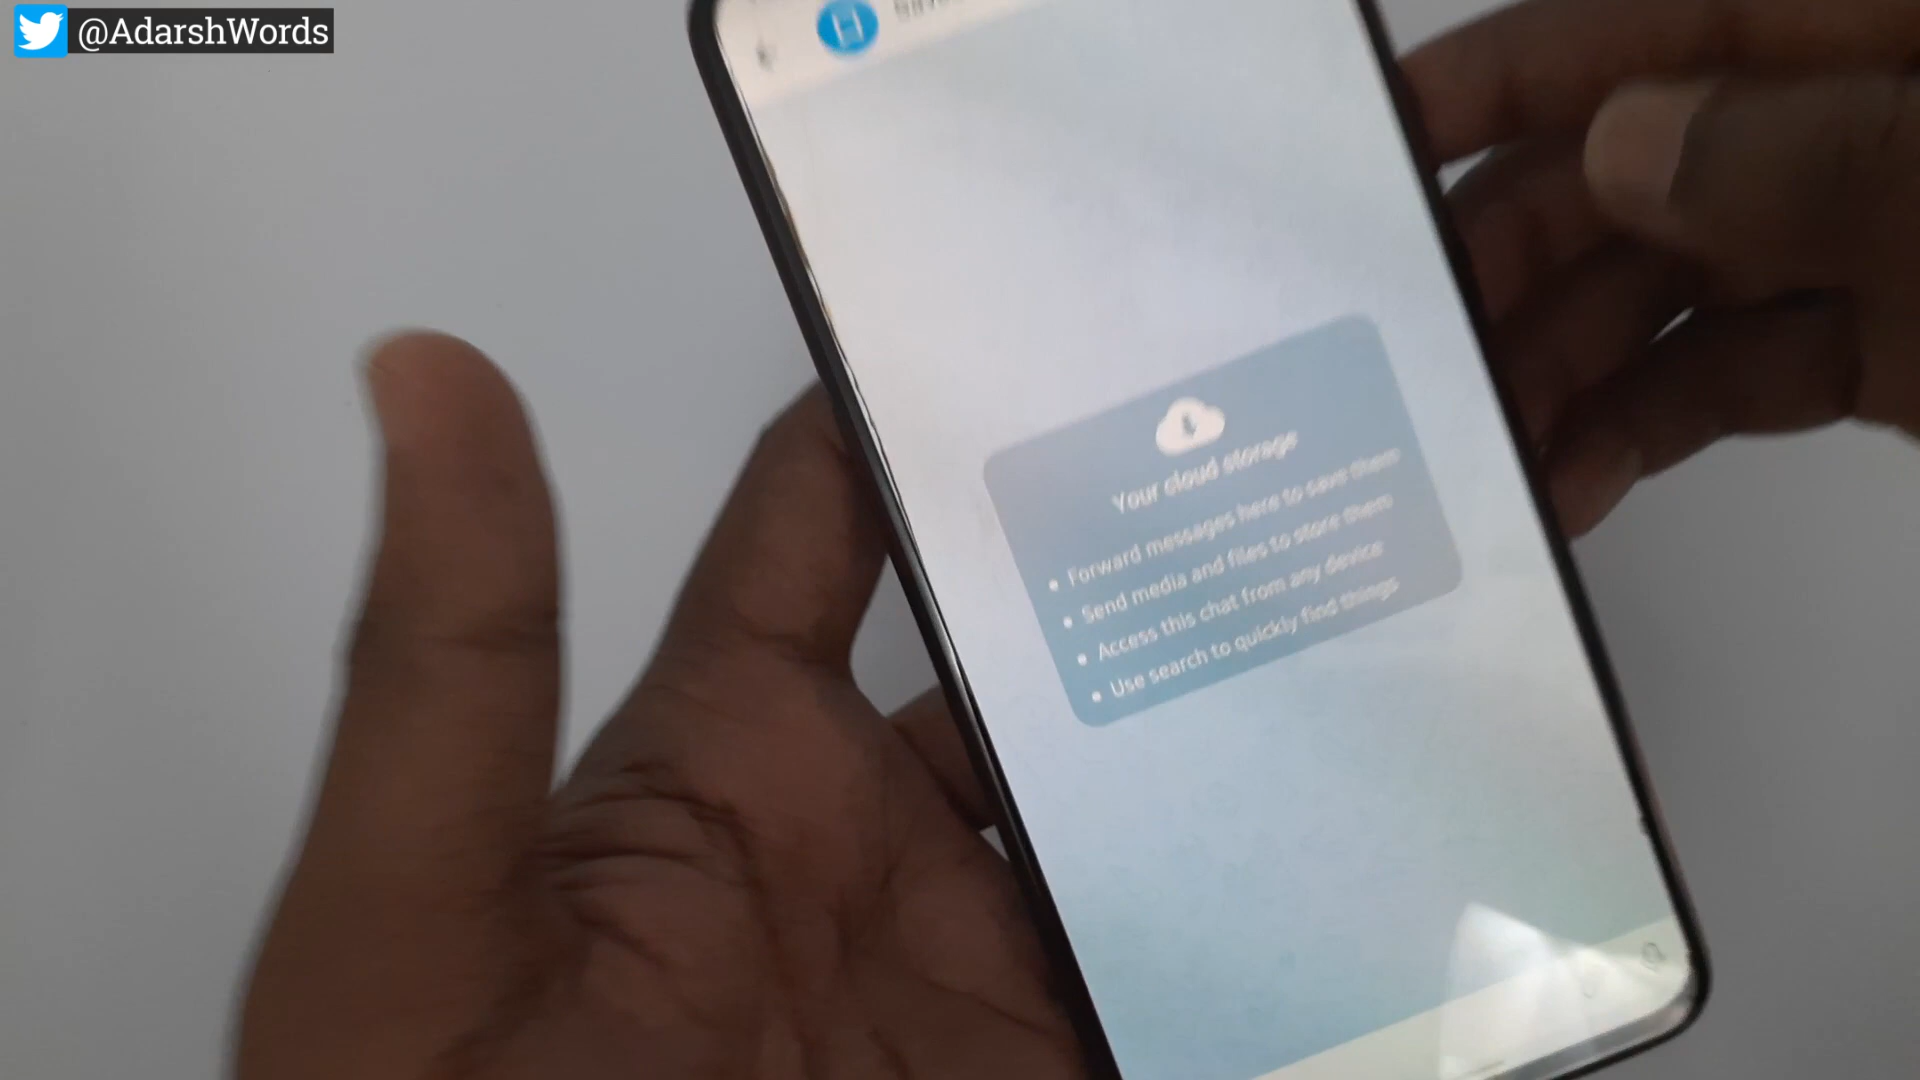 @AdarshWords
Your cloud storage
• Forward messages here to save them
• Send media and files to store them
• Access this chat from any device
• Use search to quickly find things